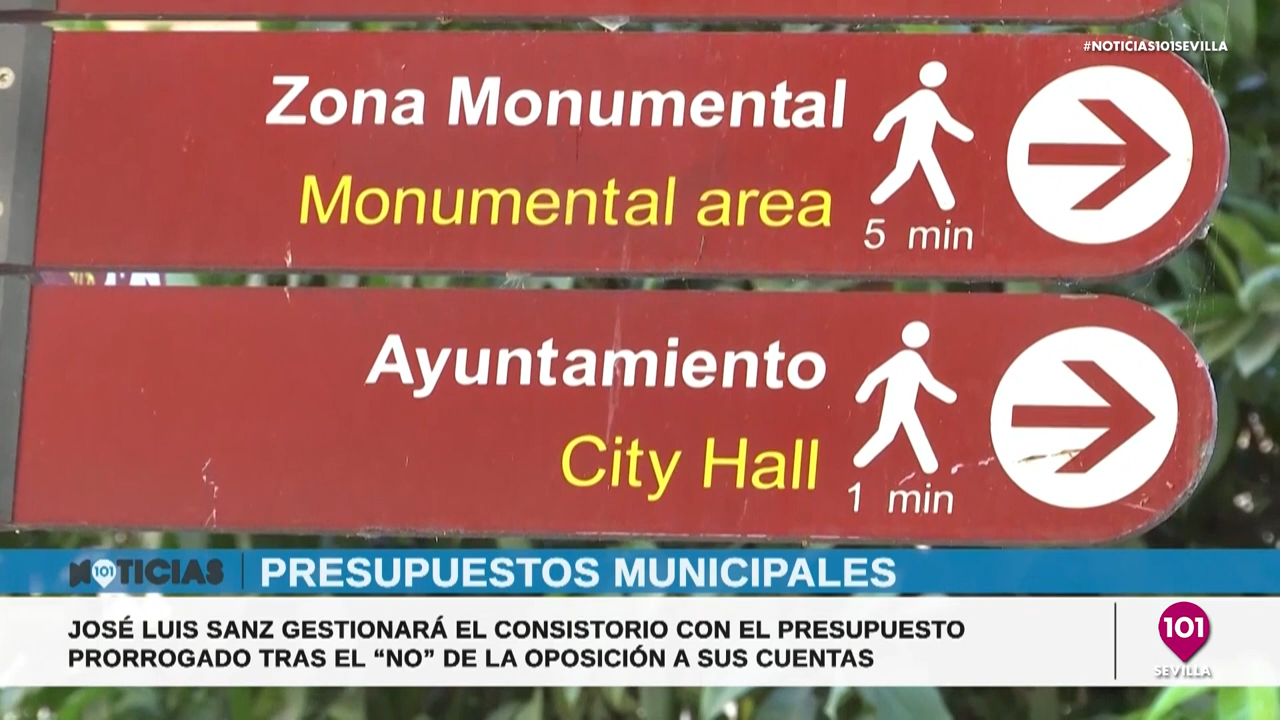 #NOTICIAS101SEVILLA
Zona Monumental
Monumental area
5 min
Ayuntamiento
City Hall
1 min
NOTICIAS 101
PRESUPUESTOS MUNICIPALES
JOSÉ LUIS SANZ GESTIONARÁ EL CONSISTORIO CON EL PRESUPUESTO
PRORROGADO TRAS EL “NO” DE LA OPOSICIÓN A SUS CUENTAS
101
SEVILLA